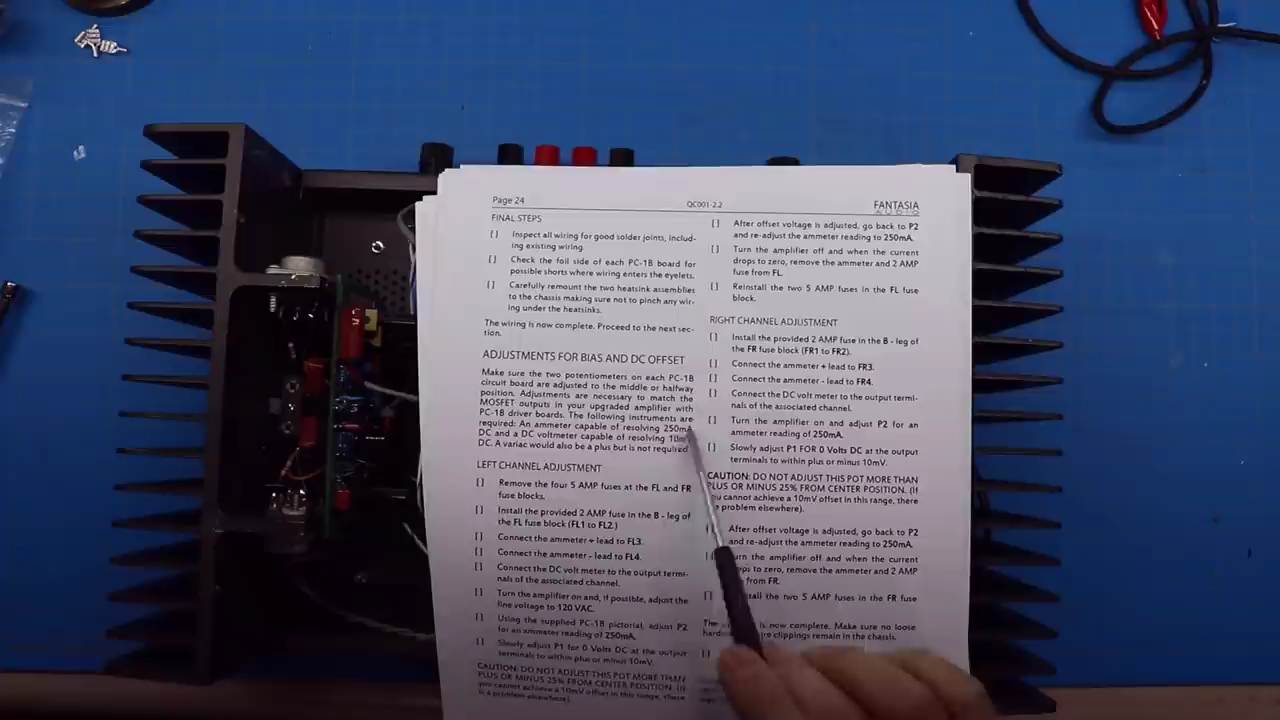 Page 24
QC001-2.2
FANTASIA
FINAL STEPS
[ ] Inspect all wiring for good solder joints, includ-
ing existing wiring.
[ ] Check the foil side of each PC-1B board for
possible shorts where wiring enters the eyelets.
[ ] Carefully remount the two heatsink assemblies
to the chassis making sure not to pinch any wir-
ing under the heatsinks.
The wiring is now complete. Proceed to the next sec-
tion.
ADJUSTMENTS FOR BIAS AND DC OFFSET
Make sure the two potentiometers on each PC-1B
circuit board are adjusted to the middle or halfway
position. Adjustments are necessary to match the
MOSFET outputs in your upgraded amplifier with
PC-1B driver boards. The following instruments are
required: An ammeter capable of resolving 250mA
DC and a DC voltmeter capable of resolving
DC. A variac would also be a plus but is not required
LEFT CHANNEL ADJUSTMENT
[ ] Remove the four 5 AMP fuses at the FL and FR
fuse blocks.
[ ] Install the provided 2 AMP fuse in the B - leg of
the FL fuse block (FL1 to FL2.)
[ ] Connect the ammeter + lead to FL3.
[ ] Connect the ammeter - lead to FL4.
[ ] Connect the DC volt meter to the output termi-
nals of the associated channel.
[ ] Turn the amplifier on and, if possible, adjust the
line voltage to 120 VAC.
[ ] Using the supplied PC-1B pictorial, adjust P2
for an ammeter reading of 250mA.
[ ] Slowly adjust P1 for 0 Volts DC at the output
terminals to within plus or minus 10mV.
CAUTION: DO NOT ADJUST THIS POT MORE THAN
PLUS OR MINUS 25% FROM CENTER POSITION. (If
you cannot achieve a 10mV offset in this range, there
is a problem elsewhere).
[ ] After offset voltage is adjusted, go back to P2
and re-adjust the ammeter reading to 250mA.
[ ] Turn the amplifier off and when the current
drops to zero, remove the ammeter and 2 AMP
fuse from FL.
[ ] Reinstall the two 5 AMP fuses in the FL fuse
block.
RIGHT CHANNEL ADJUSTMENT
[ ] Install the provided 2 AMP fuse in the B - leg of
the FR fuse block (FR1 to FR2).
[ ] Connect the ammeter + lead to FR3.
[ ] Connect the ammeter - lead to FR4.
[ ] Connect the DC volt meter to the output termi-
nals of the associated channel.
[ ] Turn the amplifier on and adjust P2 for an
ammeter reading of 250mA.
[ ] Slowly adjust P1 FOR 0 Volts DC at the output
terminals to within plus or minus 10mV.
CAUTION: DO NOT ADJUST THIS POT MORE THAN
PLUS OR MINUS 25% FROM CENTER POSITION. (If
you cannot achieve a 10mV offset in this range, there
problem elsewhere).
After offset voltage is adjusted, go back to P2
and re-adjust the ammeter reading to 250mA.
[ ] urn the amplifier off and when the current
ops to zero, remove the ammeter and 2 AMP
from FR.
[ ] stall the two 5 AMP fuses in the FR fuse
is now complete. Make sure no loose
hard re clippings remain in the chassis.